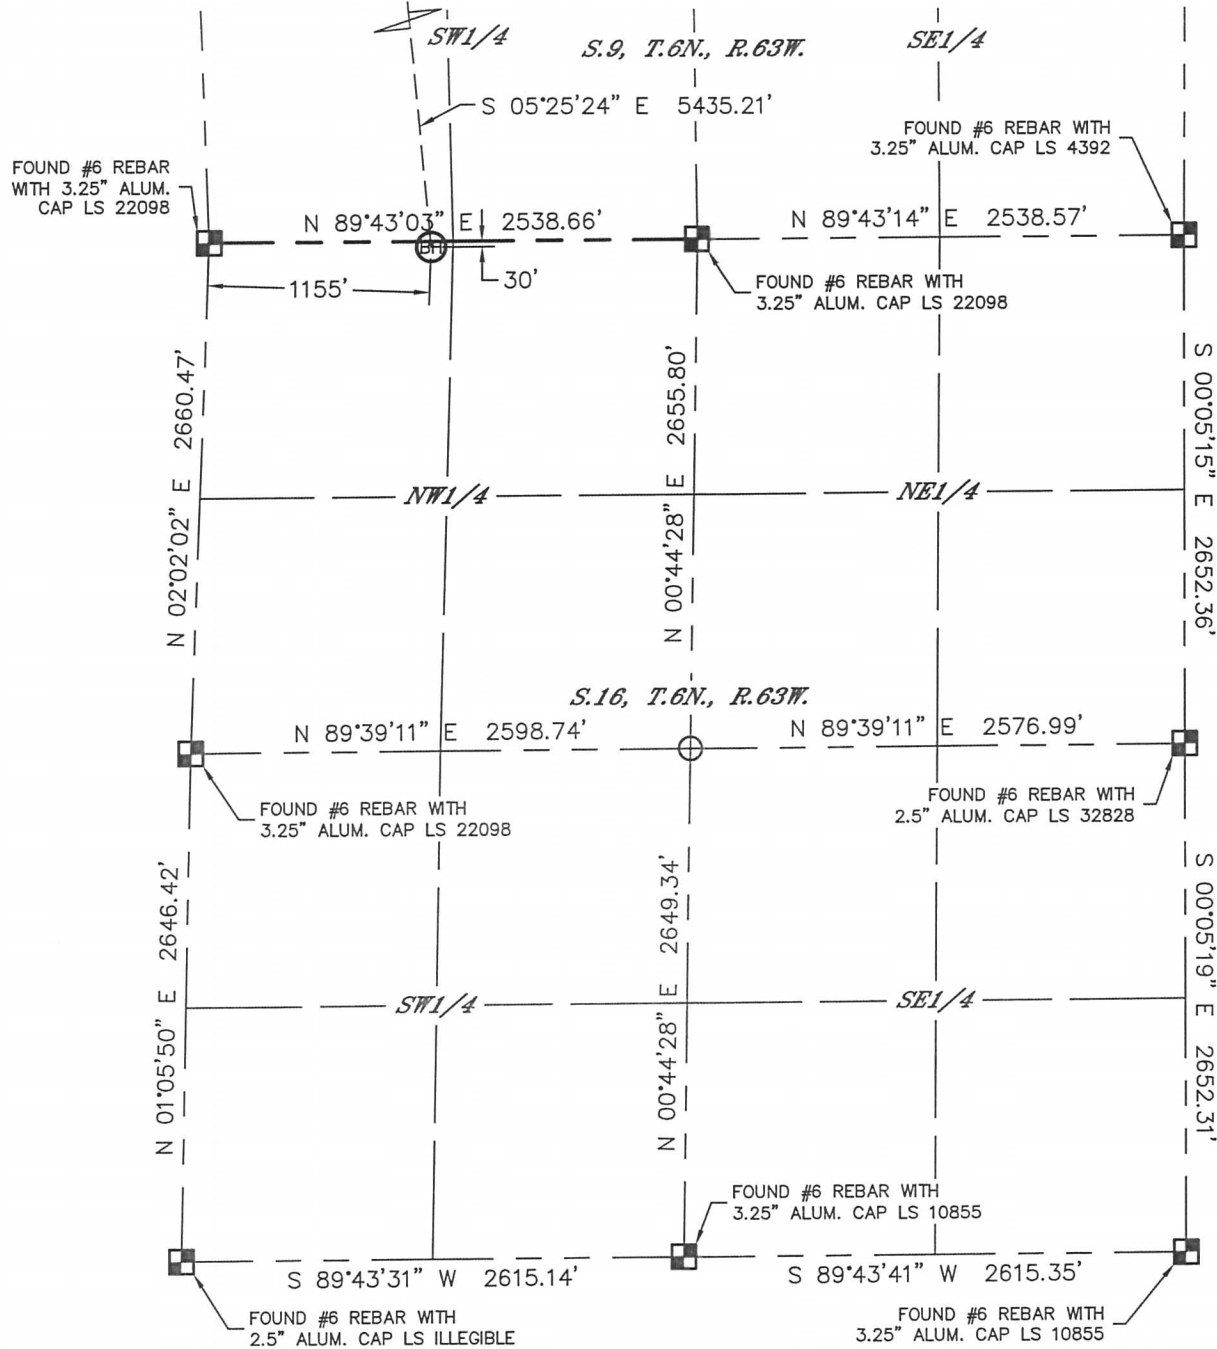 SW1/4
S.9, T.6N., R.63W.
SE1/4
S 05°25'24" E 5435.21'
FOUND #6 REBAR WITH
3.25" ALUM. CAP LS 4392
FOUND #6 REBAR
WITH 3.25" ALUM.
CAP LS 22098
N 89°43'03" E 2538.66'
N 89°43'14" E 2538.57'
BH
1155'
30'
FOUND #6 REBAR WITH
3.25" ALUM. CAP LS 22098
N 02°02'02" E 2660.47'
N 00°44'28" E 2655.80'
S 00°05'15" E 2652.36'
NW1/4
NE1/4
S.16, T.6N., R.63W.
N 89°39'11" E 2598.74'
N 89°39'11" E 2576.99'
FOUND #6 REBAR WITH
3.25" ALUM. CAP LS 22098
FOUND #6 REBAR WITH
2.5" ALUM. CAP LS 32828
N 01°05'50" E 2646.42'
N 00°44'28" E 2649.34'
S 00°05'19" E 2652.31'
SW1/4
SE1/4
FOUND #6 REBAR WITH
3.25" ALUM. CAP LS 10855
S 89°43'31" W 2615.14'
S 89°43'41" W 2615.35'
FOUND #6 REBAR WITH
2.5" ALUM. CAP LS ILLEGIBLE
FOUND #6 REBAR WITH
3.25" ALUM. CAP LS 10855